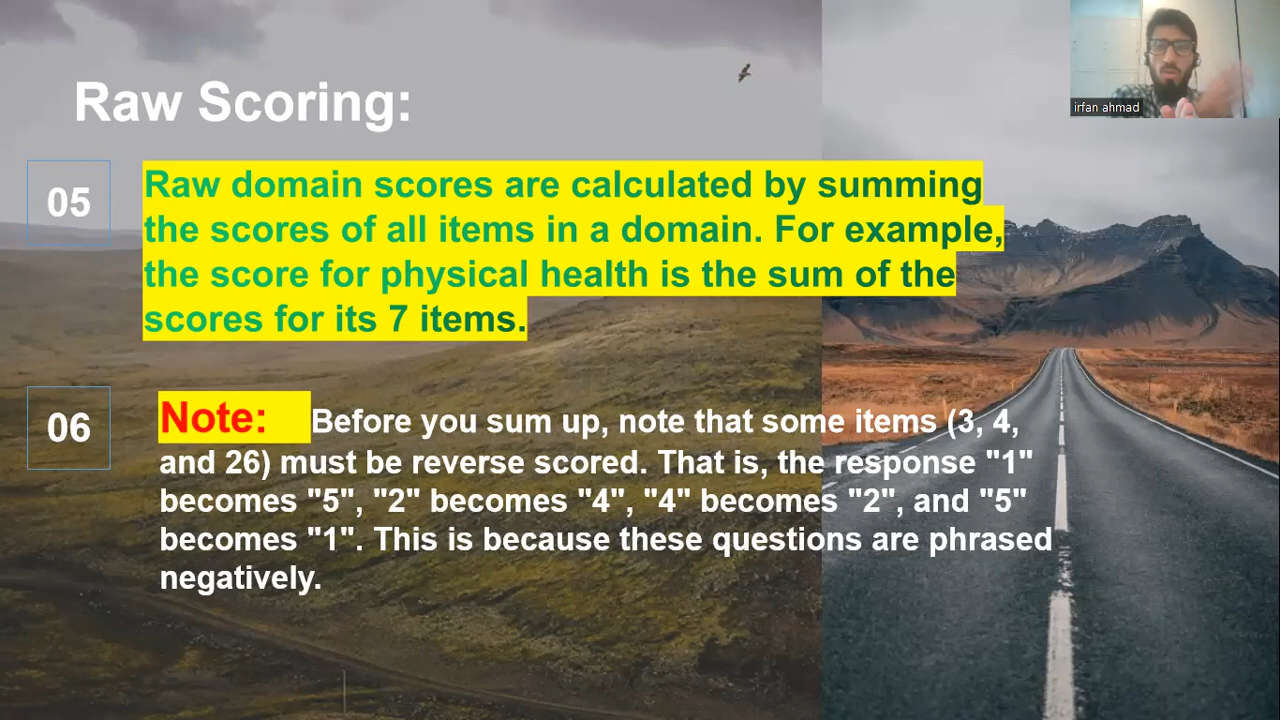 Raw Scoring:
irfan ahmad
05
Raw domain scores are calculated by summing
the scores of all items in a domain. For example,
the score for physical health is the sum of the
scores for its 7 items.
06
Note: Before you sum up, note that some items (3, 4,
and 26) must be reverse scored. That is, the response "1"
becomes "5", "2" becomes "4", "4" becomes "2", and "5"
becomes "1". This is because these questions are phrased
negatively.